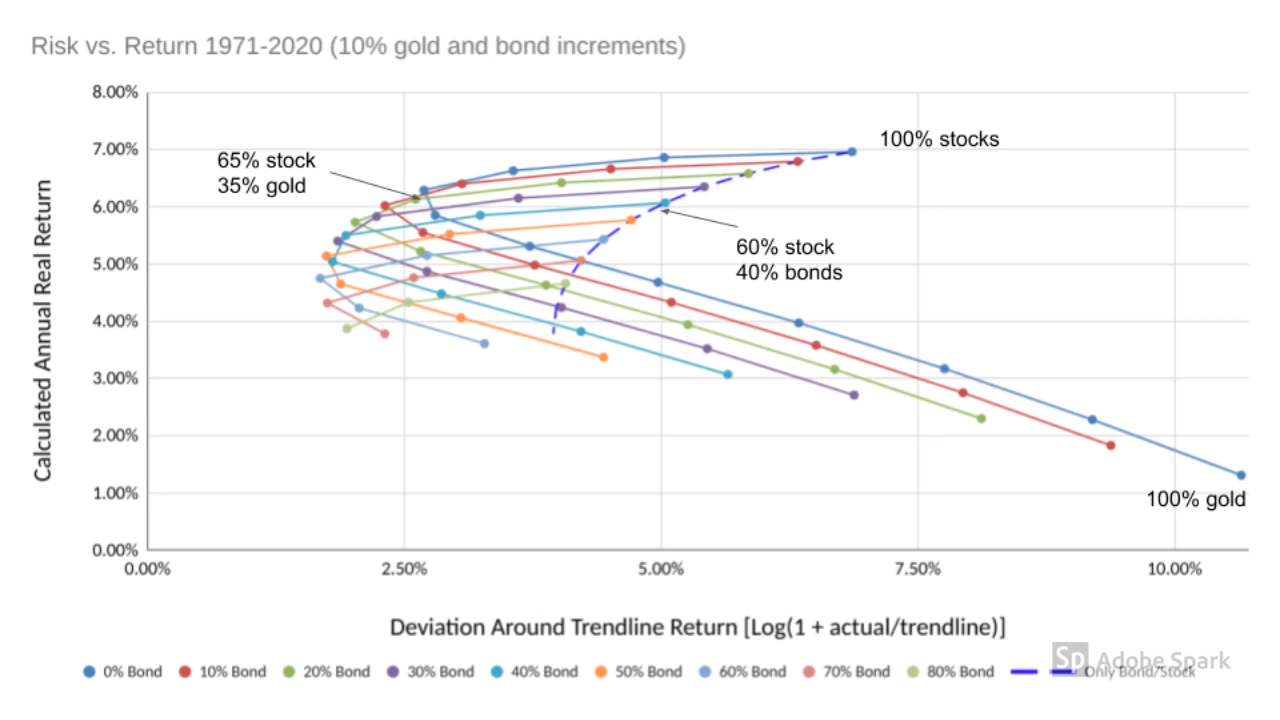 Risk vs. Return 1971-2020 (10% gold and bond increments)
8.00%
7.00%
6.00%
5.00%
4.00%
3.00%
2.00%
1.00%
0.00%
Calculated Annual Real Return
100% stocks
65% stock
35% gold
60% stock
40% bonds
100% gold
0.00% 2.50% 5.00% 7.50% 10.00%
Deviation Around Trendline Return [Log(1 + actual/trendline)]
0% Bond 10% Bond 20% Bond 30% Bond 40% Bond 50% Bond 60% Bond 70% Bond 80% Bond Only Bond/Stock
Sp Adobe Spark